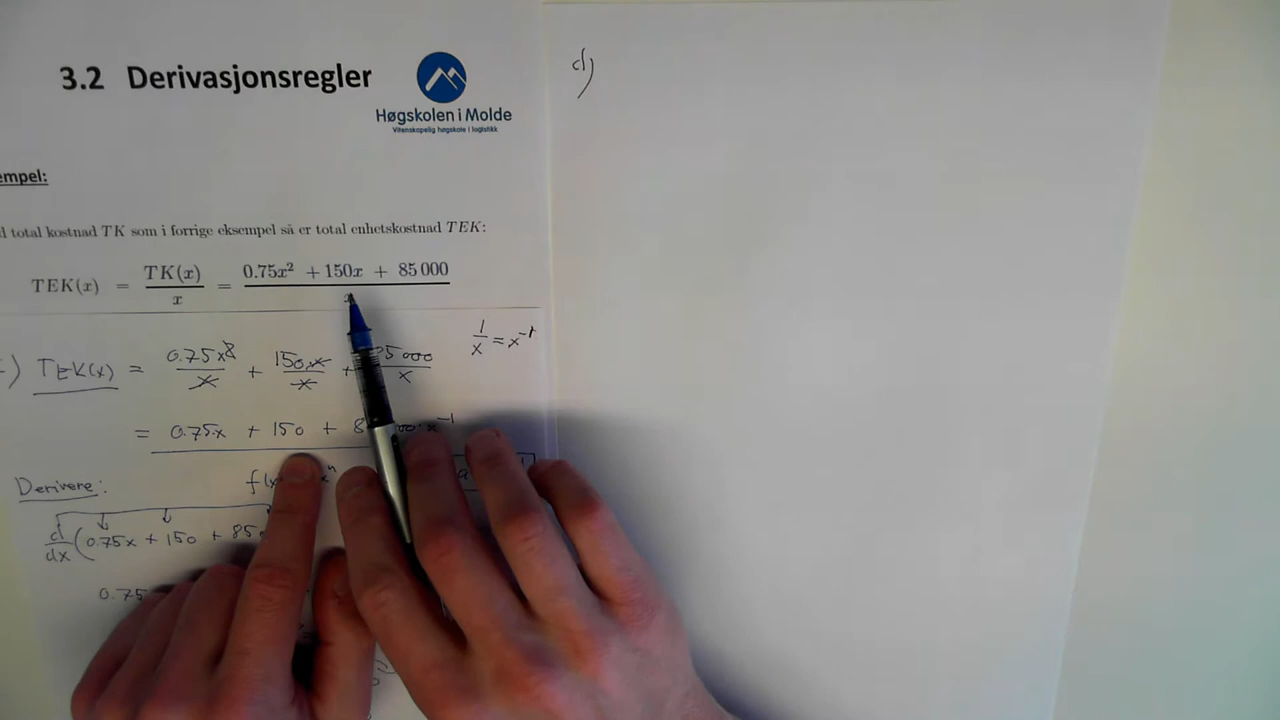 3.2 Derivasjonsregler
Høgskolen i Molde
Vitenskapelig høgskole i logistikk
empel:
d total kostnad TK som i forrige eksempel så er total enhetskostnad TEK:
TEK(x) = TK(x)/x = 0.75x² + 150x + 85 000/x
) TEK(x) = 0.75x²/x + 150x/x + 85 000/x
1/x = x⁻¹
= 0.75x + 150 + 8
Derivere:
d/dx (0.75x + 150 + 85
0.75
d)